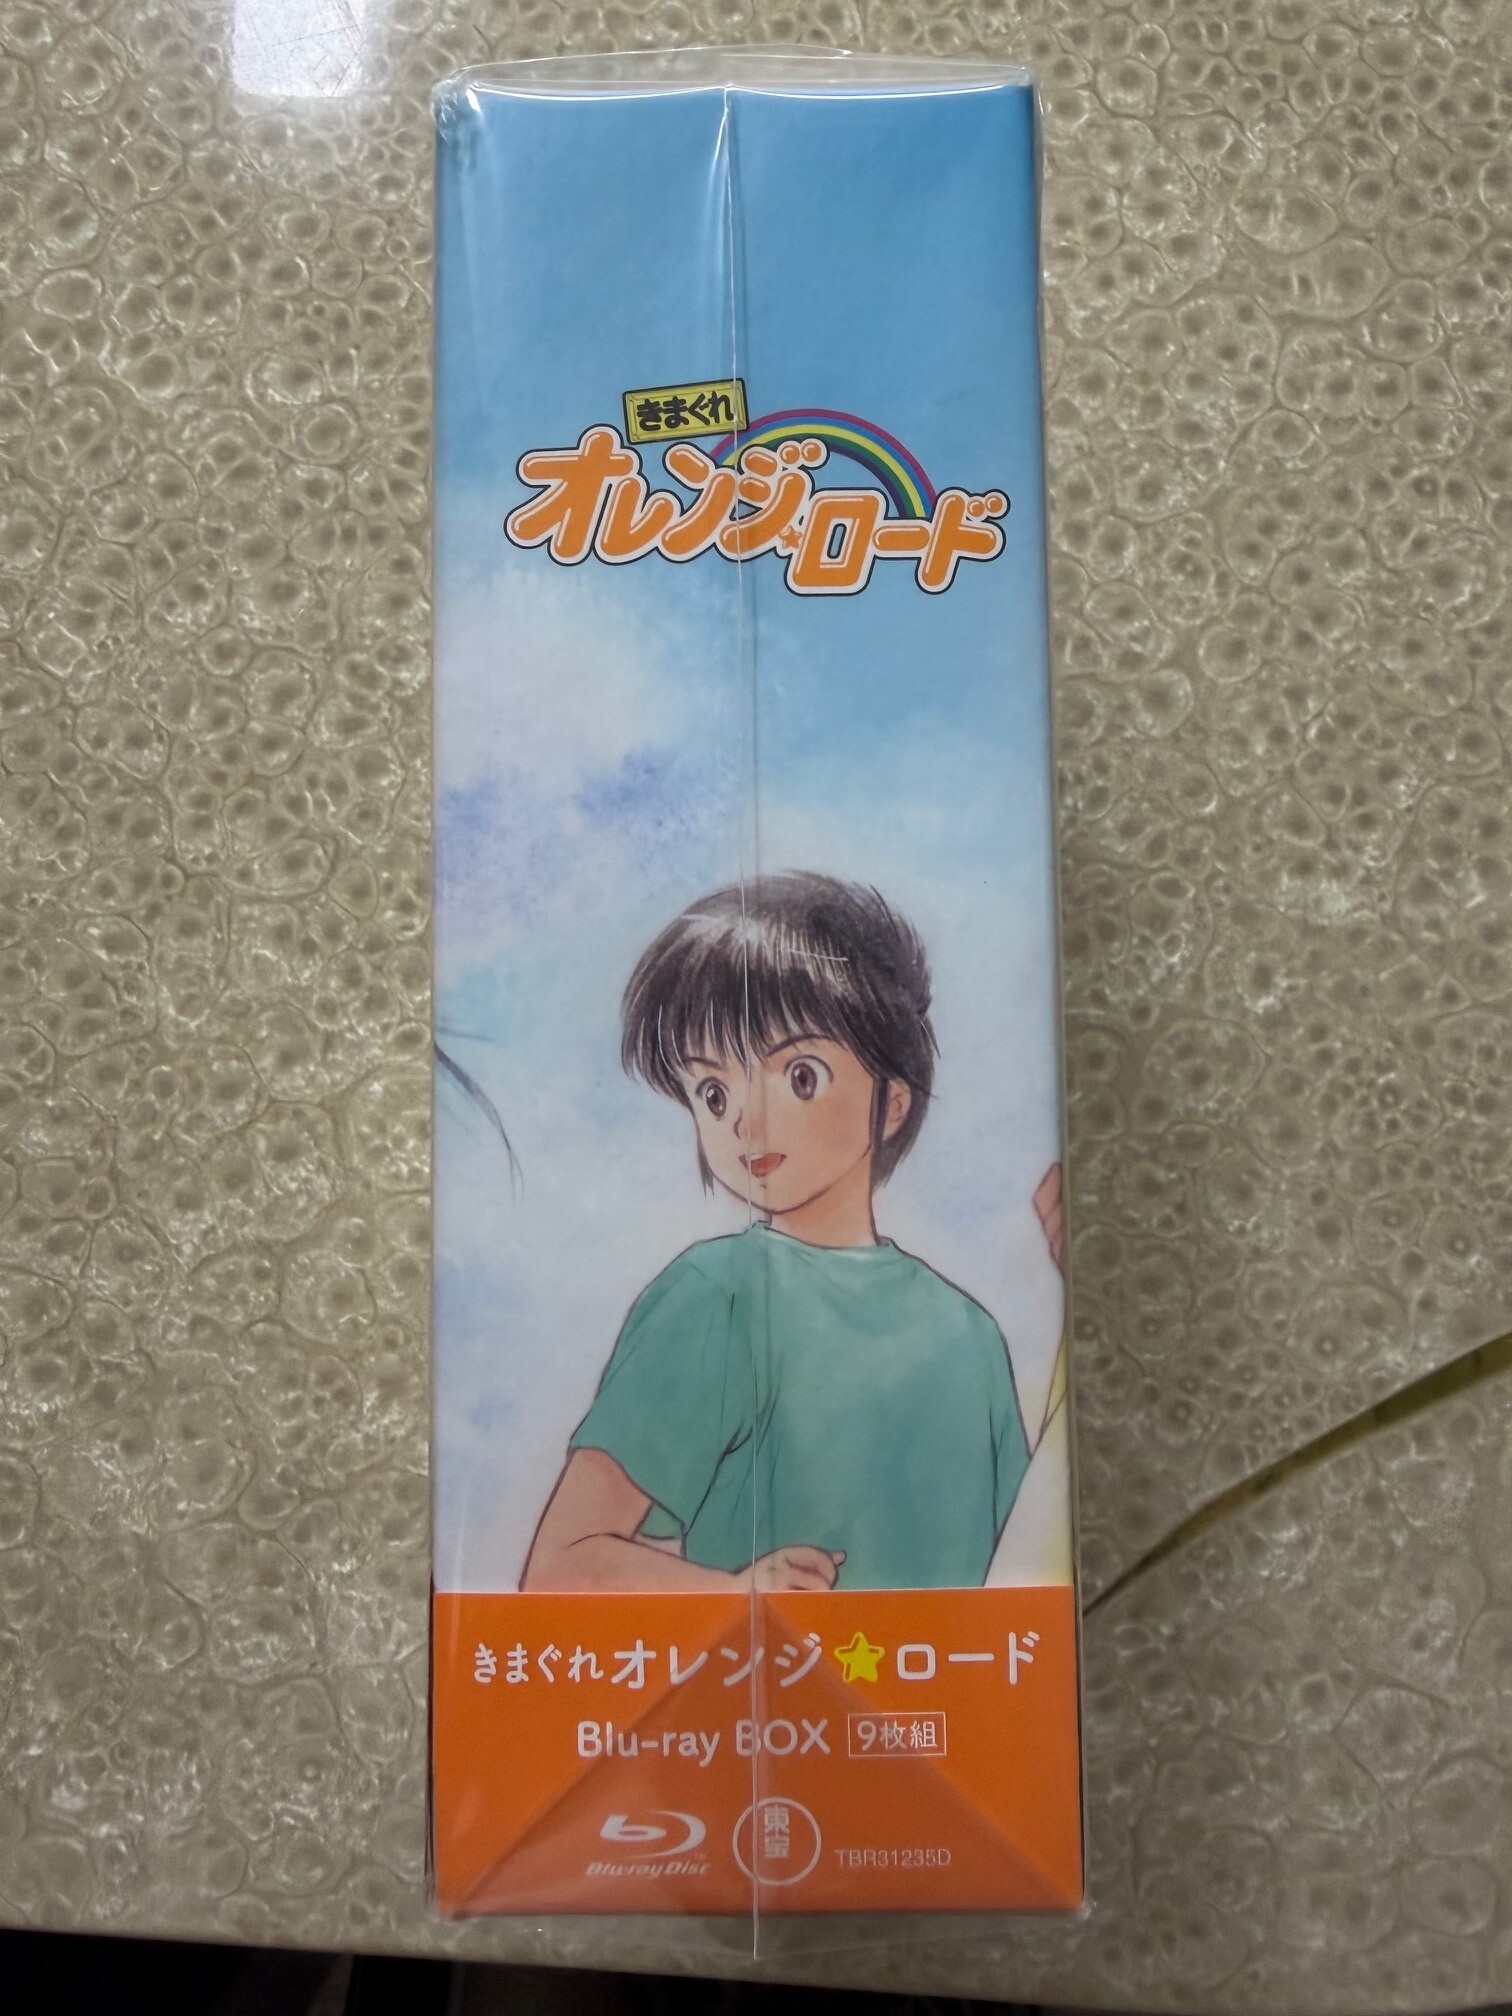 きまぐれ
オレンジ☆ロード
きまぐれオレンジ★ロード
Blu-ray BOX 9枚組
Blu-ray Disc
東宝
TBR31235D